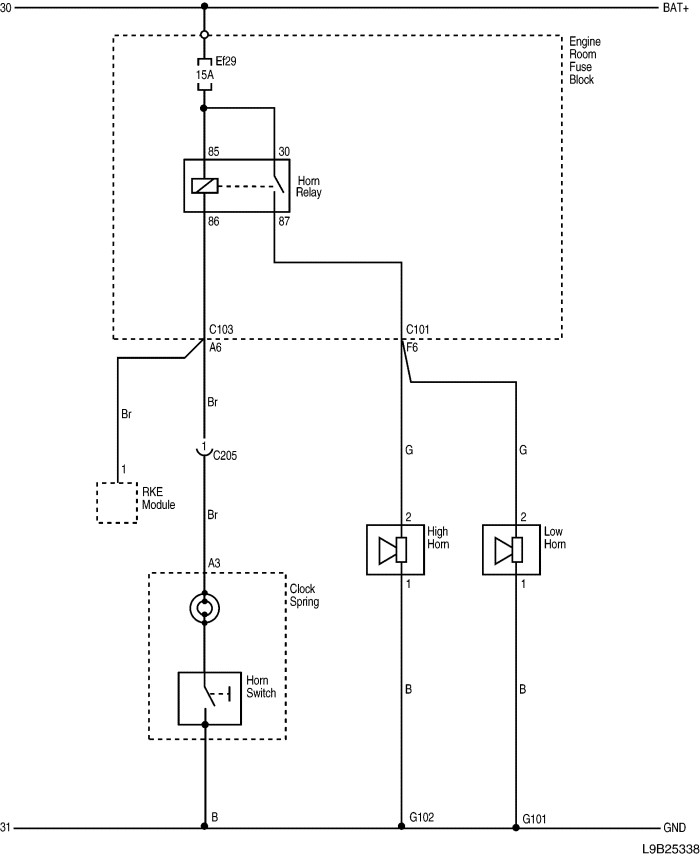 30
BAT+
Ef29
15A
Engine
Room
Fuse
Block
85
30
Horn
Relay
86
87
C103
C101
A6
F6
Br
Br
1
C205
G
G
1
RKE
Module
Br
2
2
High
Horn
Low
Horn
A3
1
1
Clock
Spring
Horn
Switch
B
B
B
G102
G101
31
GND
L9B25338